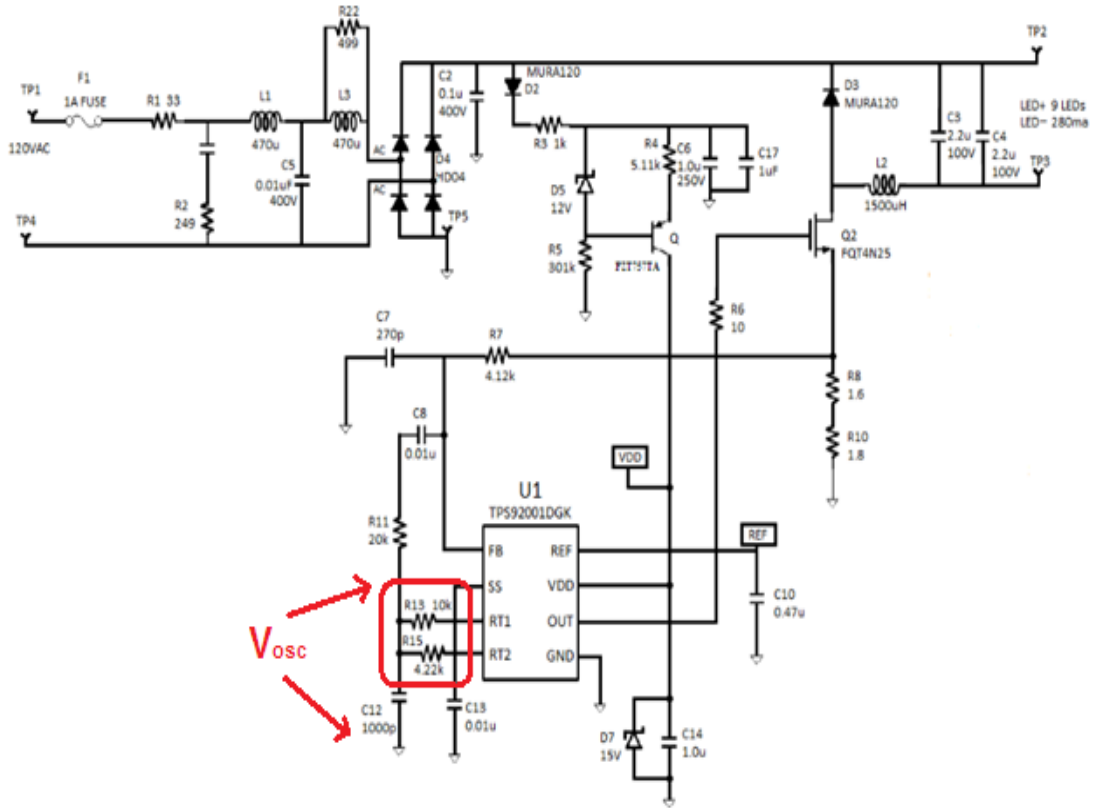 R22
499
TP1
F1
1A FUSE
R1 33
L1
470u
L3
470u
120VAC
C5
0.01uF
400V
R2
249
TP4
AC
AC
D4
HD04
TP5
C2
0.1u
400V
MURA120
D2
R3 1k
D5
12V
R5
301k
R4
5.11k
C6
1.0u
250V
C17
1uF
Q
D3
MURA120
L2
1500uH
C3
2.2u
100V
C4
2.2u
100V
TP2
LED+ 9 LEDs
LED- 280ma
TP3
Q2
FQT4N25
R6
10
C7
270p
R7
4.12k
R8
1.6
R10
1.8
C8
0.01u
VDD
U1
TPS92001DGK
R11
20k
FB
SS
RT1
RT2
REF
VDD
OUT
GND
REF
C10
0.47u
R13 10k
R15
4.22k
Vosc
C12
1000p
C13
0.01u
D7
15V
C14
1.0u